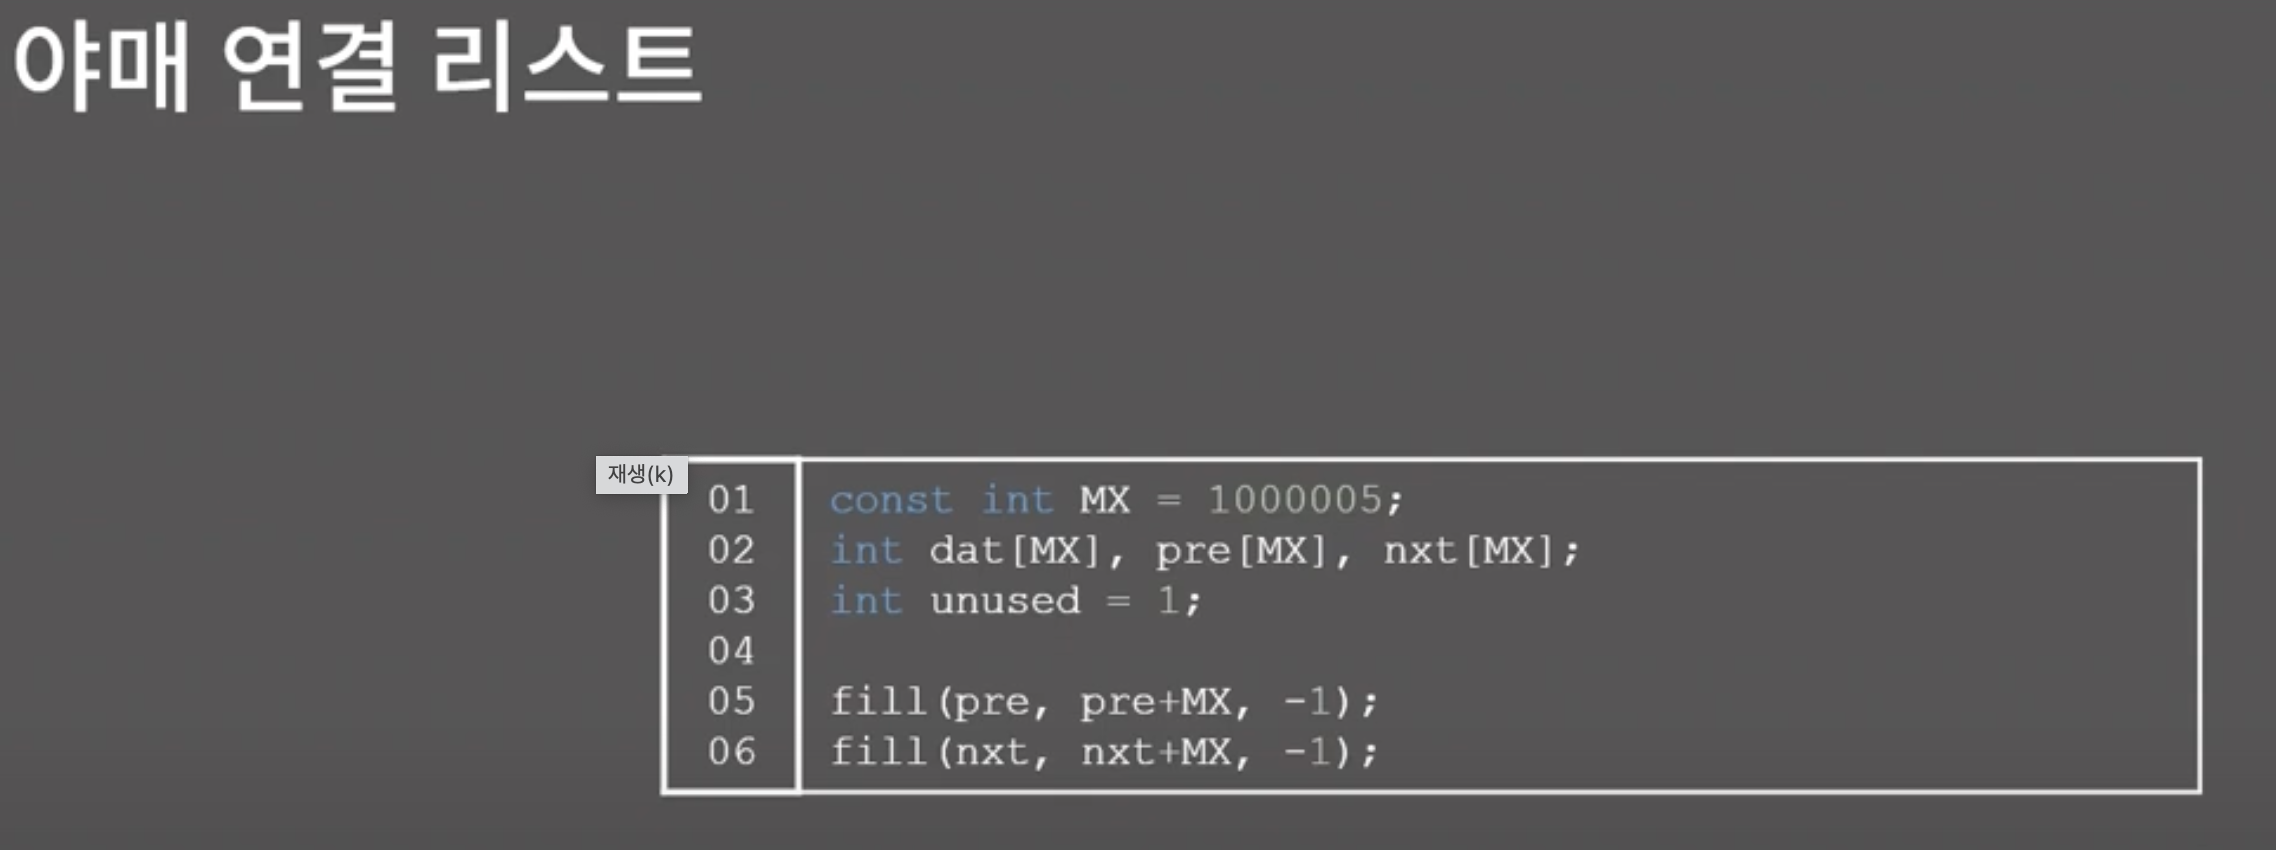 야매 연결 리스트
재생(k)
01 const int MX = 1000005;
02 int dat[MX], pre[MX], nxt[MX];
03 int unused = 1;
04
05 fill(pre, pre+MX, -1);
06 fill(nxt, nxt+MX, -1);